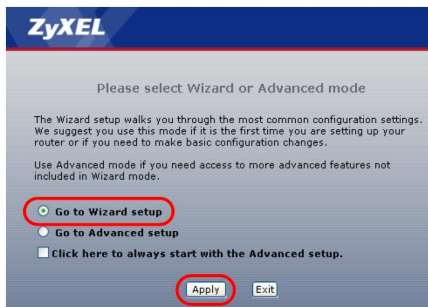 ZyXEL
Please select Wizard or Advanced mode
The Wizard setup walks you through the most common configuration settings.
We suggest you use this mode if it is the first time you are setting up your
router or if you need to make basic configuration changes.
Use Advanced mode if you need access to more advanced features not
included in Wizard mode.
Go to Wizard setup
Go to Advanced setup
Click here to always start with the Advanced setup.
Apply Exit